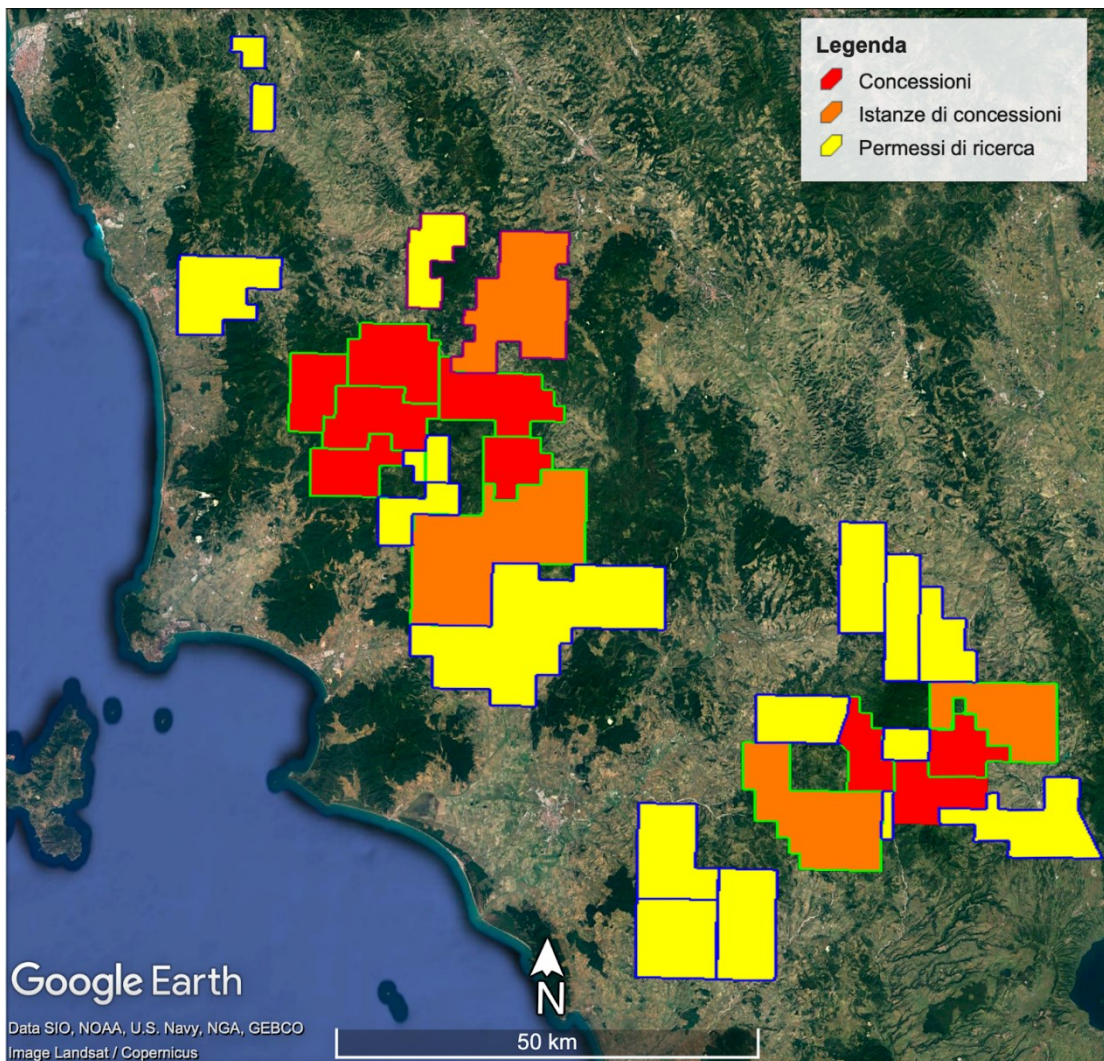 Legenda
Concessioni
Istanze di concessioni
Permessi di ricerca
Google Earth
N
Data SIO, NOAA, U.S. Navy, NGA, GEBCO
Image Landsat / Copernicus
50 km